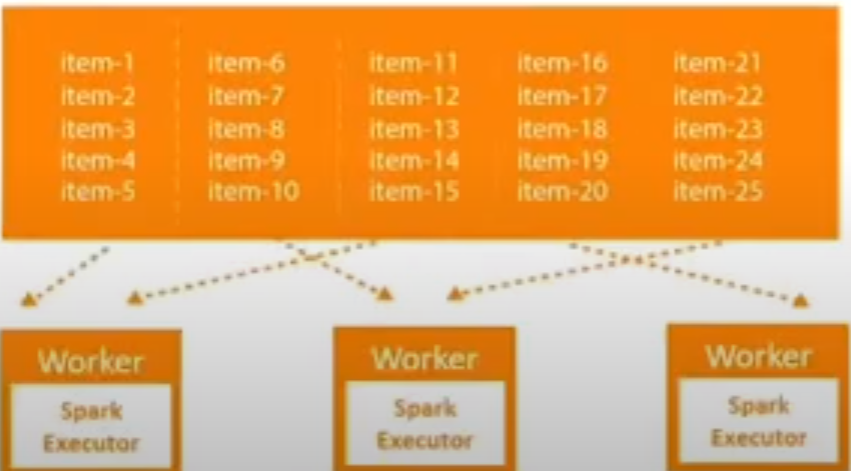 item-1 item-6 item-11 item-16 item-21
item-2 item-7 item-12 item-17 item-22
item-3 item-8 item-13 item-18 item-23
item-4 item-9 item-14 item-19 item-24
item-5 item-10 item-15 item-20 item-25
Worker Worker Worker
Spark Spark Spark
Executor Executor Executor